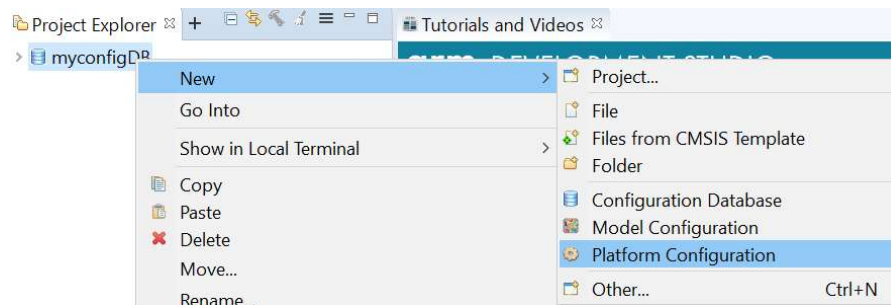 Project Explorer
Tutorials and Videos
myconfigDB
New
Go Into
Show in Local Terminal
Copy
Paste
Delete
Move...
Rename...
Project...
File
Files from CMSIS Template
Folder
Configuration Database
Model Configuration
Platform Configuration
Other... Ctrl+N